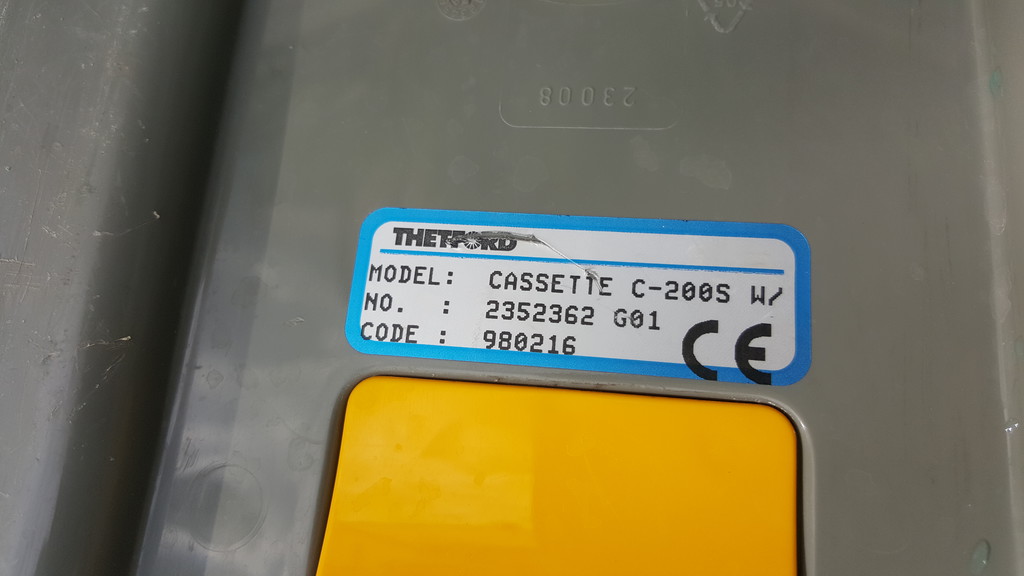 23008
THETFORD
MODEL: CASSETTE C-200S W/
NO. : 2352362 G01
CODE : 980216
CE